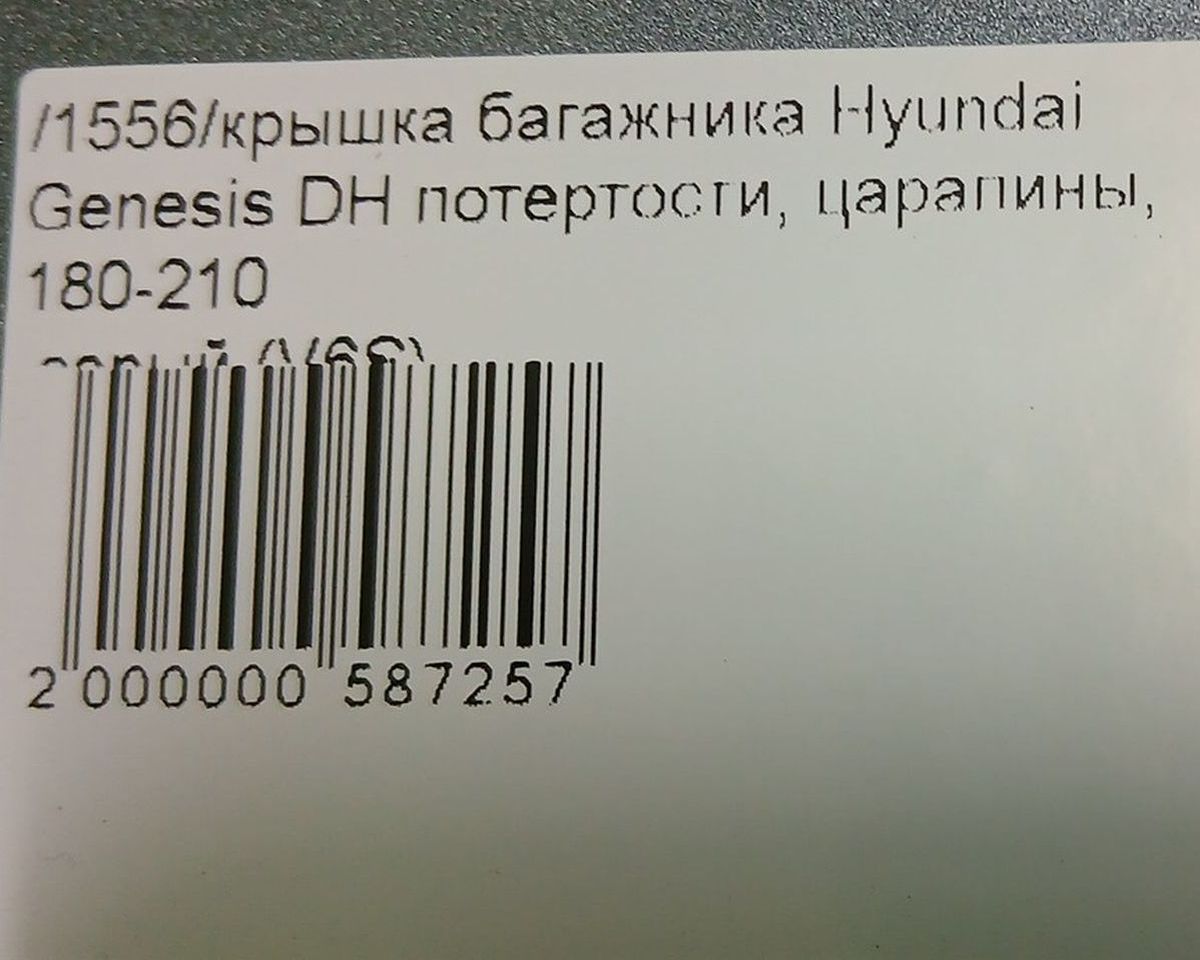 /1556/крышка багажника Hyundai
Genesis DH потертости, царапины,
180-210
2 000000 587257